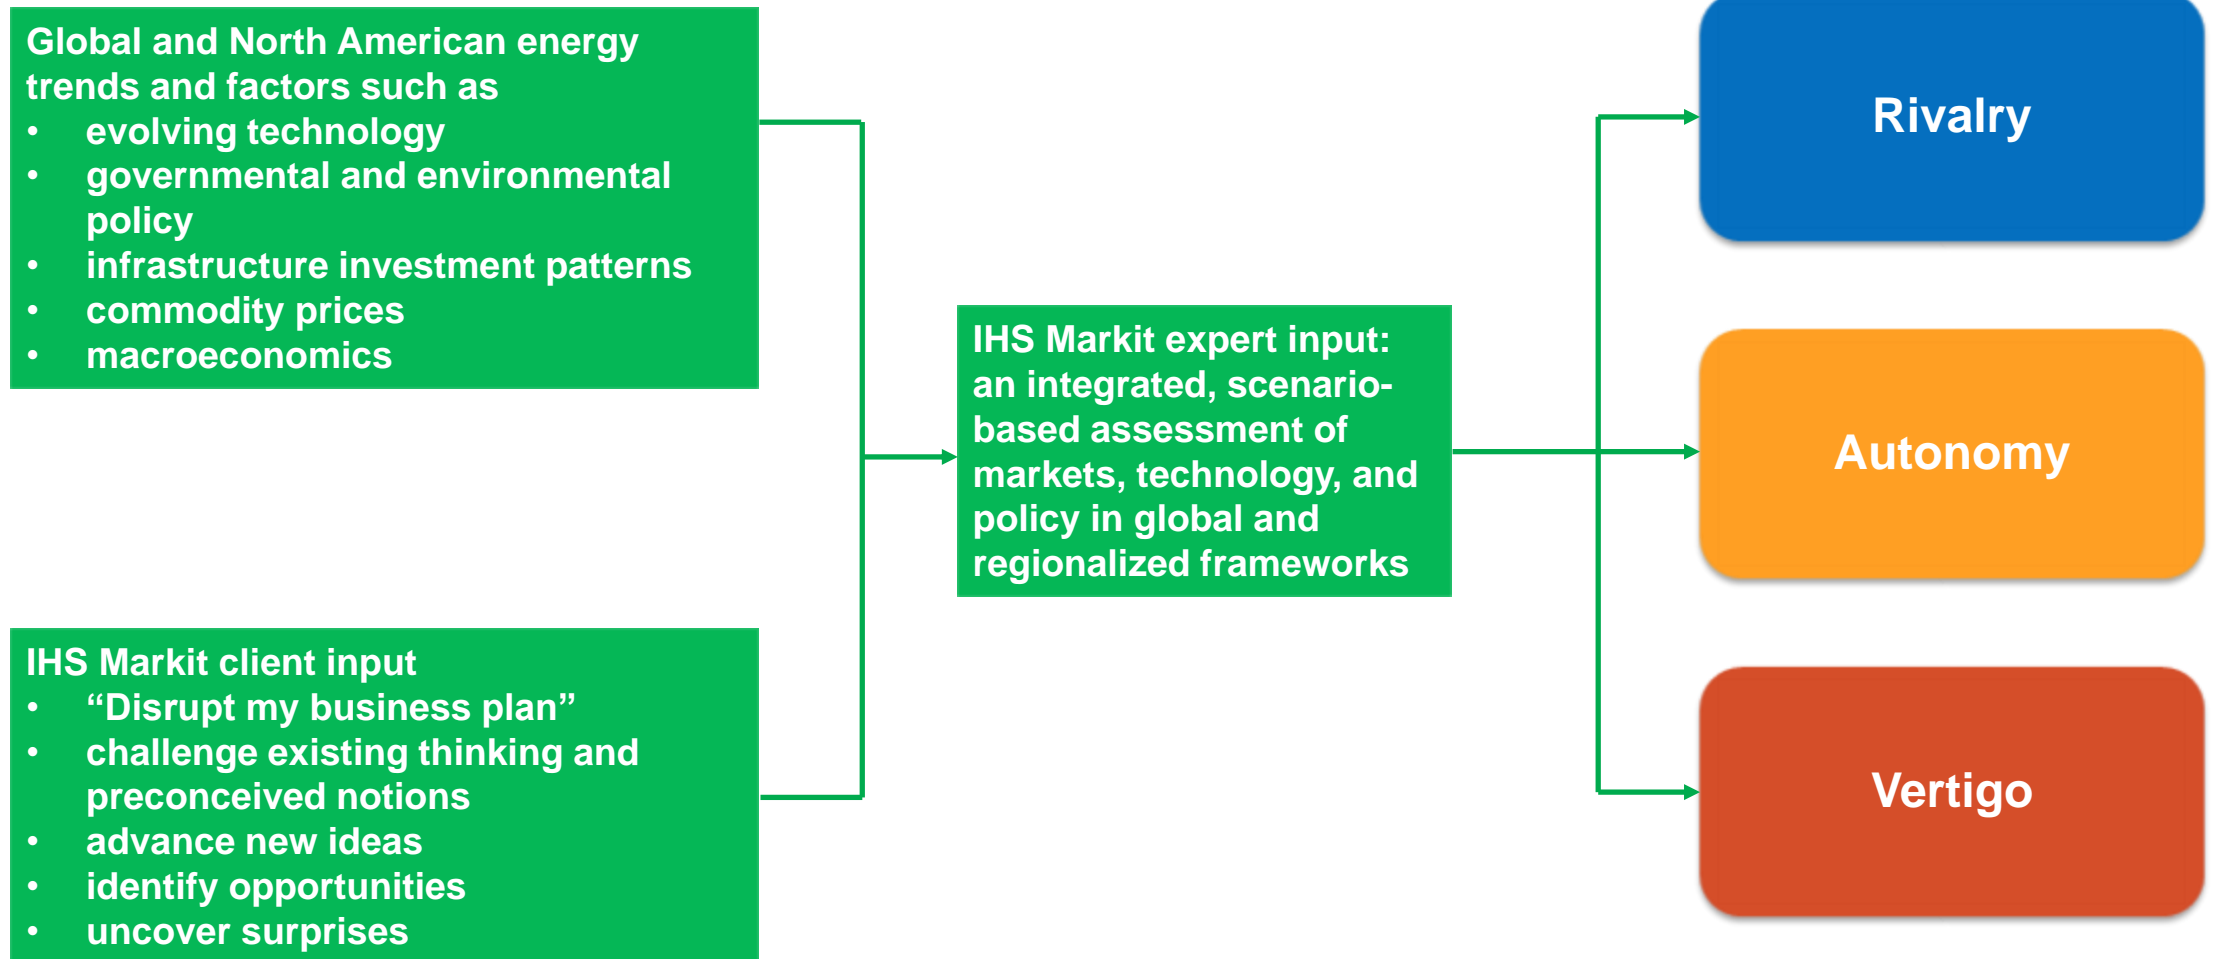 Global and North American energy
trends and factors such as
• evolving technology
• governmental and environmental
policy
• infrastructure investment patterns
• commodity prices
• macroeconomics
IHS Markit client input
• “Disrupt my business plan”
• challenge existing thinking and
preconceived notions
• advance new ideas
• identify opportunities
• uncover surprises
IHS Markit expert input:
an integrated, scenario-
based assessment of
markets, technology, and
policy in global and
regionalized frameworks
Rivalry
Autonomy
Vertigo